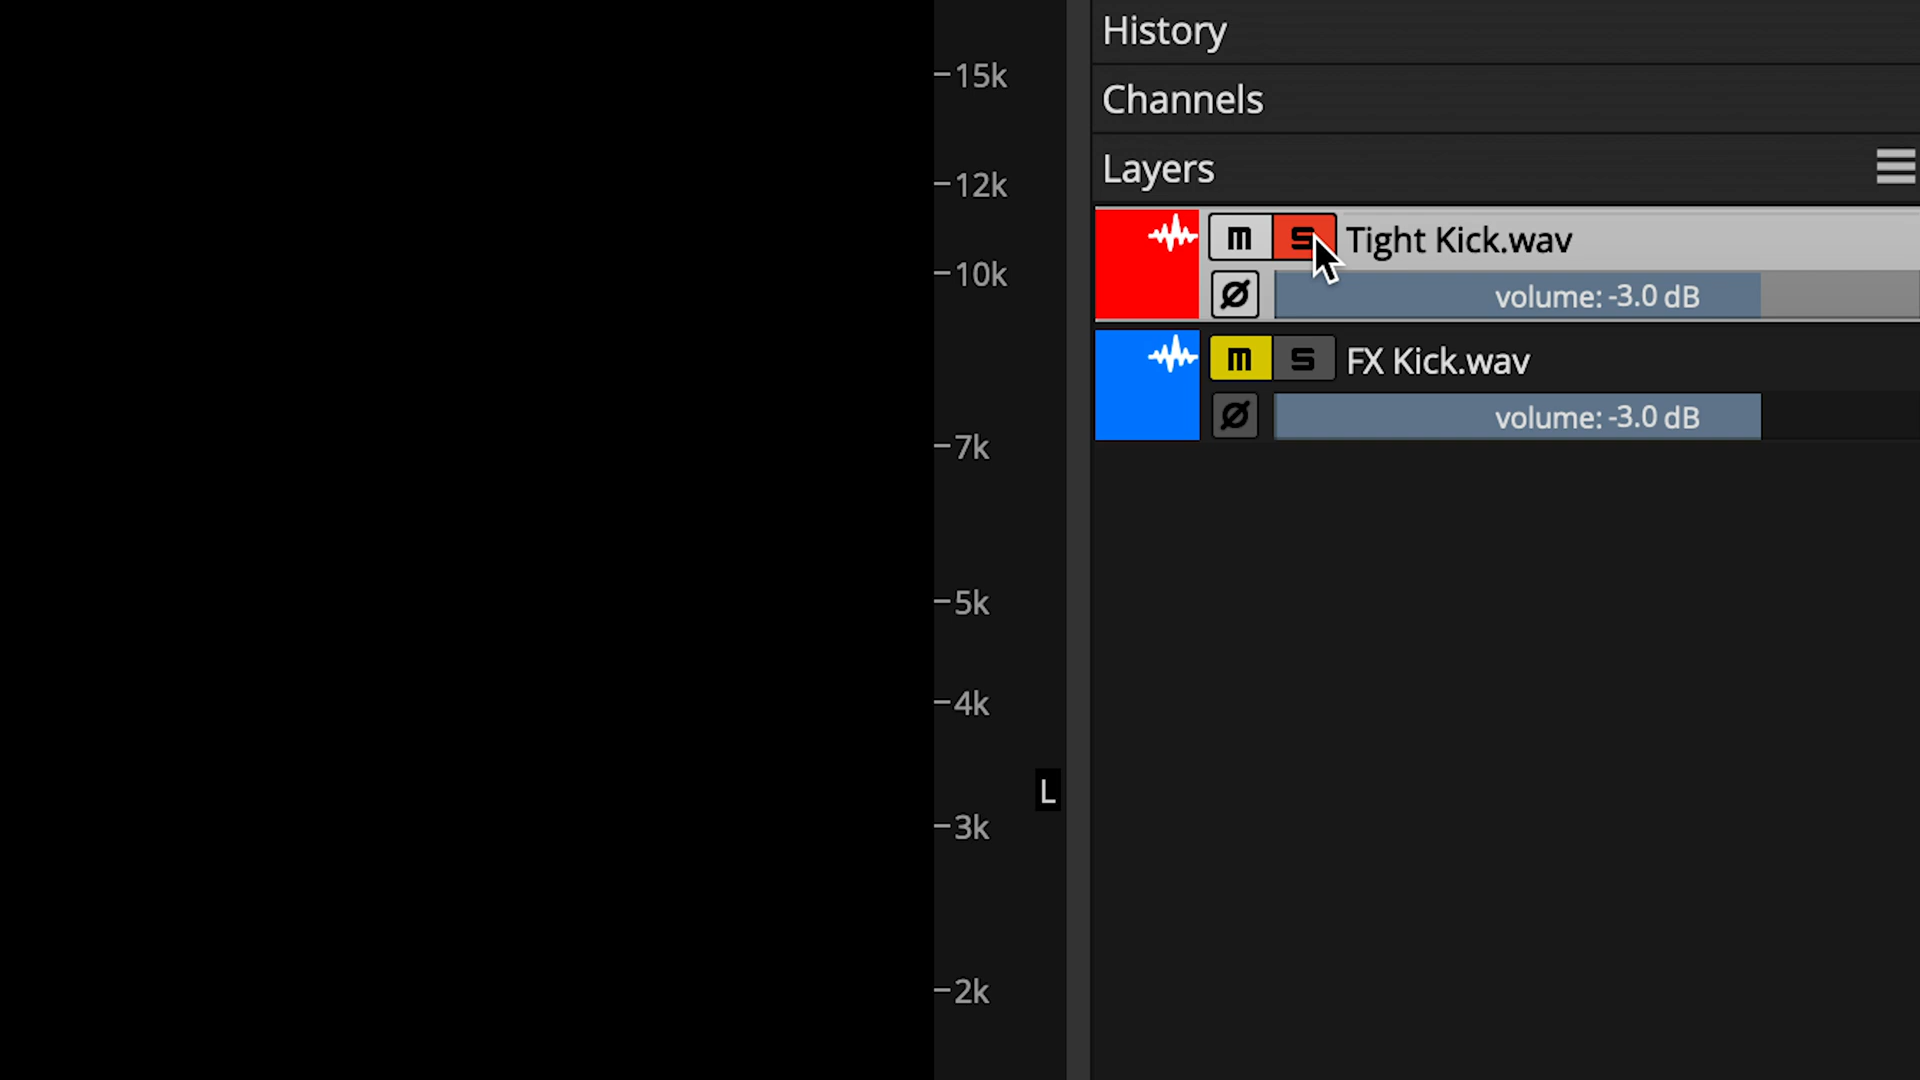 History
Channels
Layers
m S Tight Kick.wav
Ø volume: -3.0 dB
m S FX Kick.wav
Ø volume: -3.0 dB
15k
12k
10k
7k
5k
4k
L
3k
2k